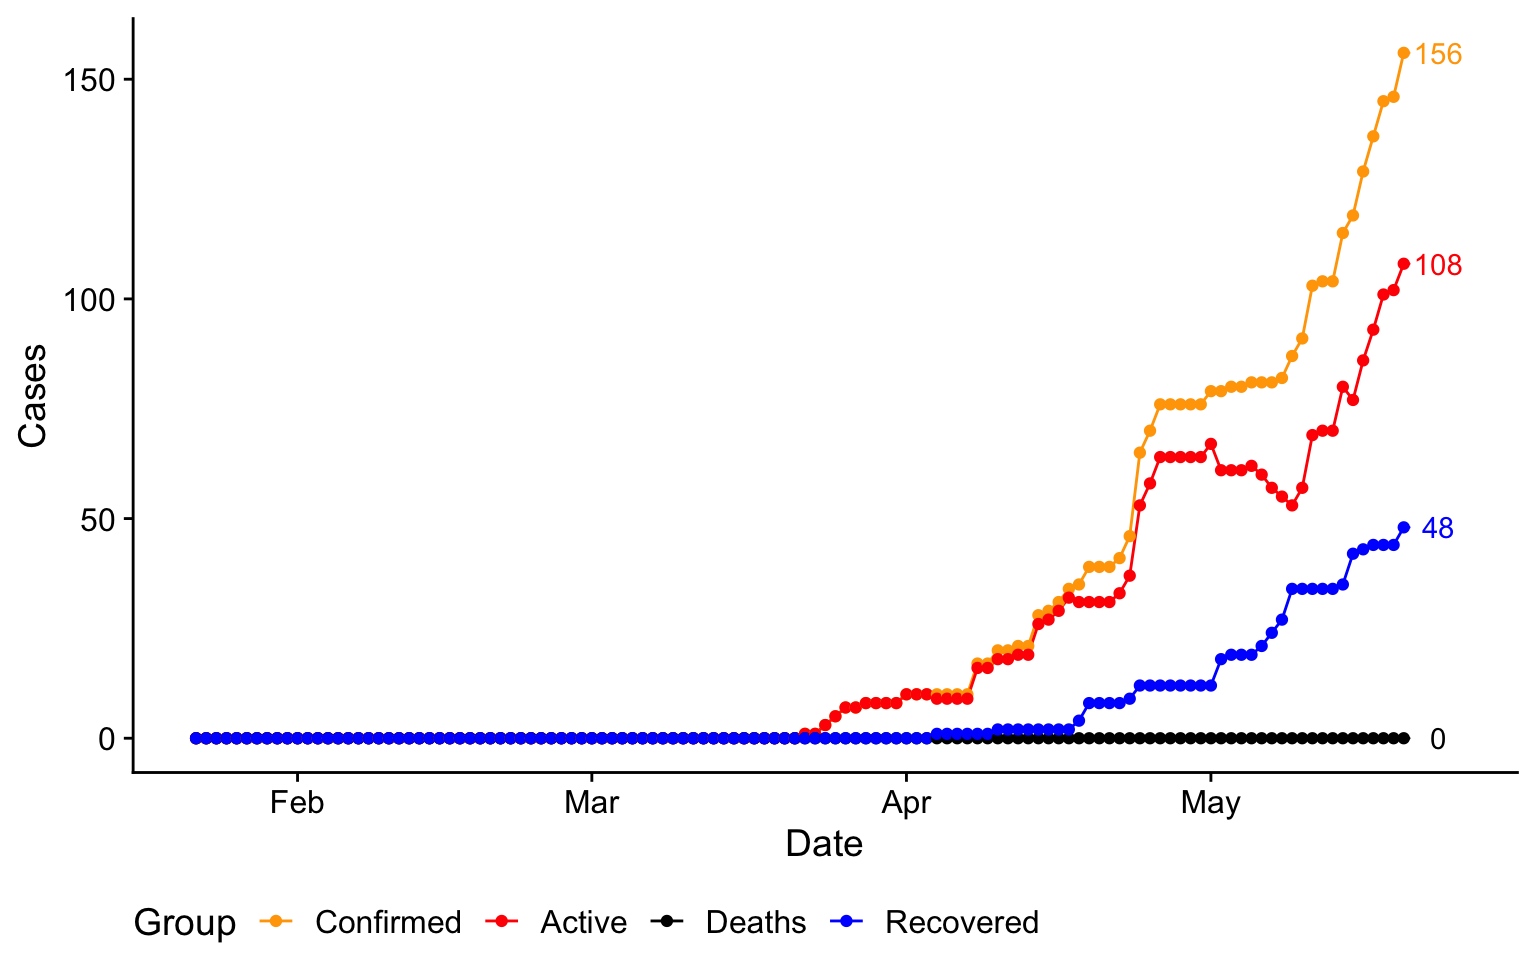 156
150
108
100
Cases
50
48
0
0
Feb Mar Apr May
Date
Group Confirmed Active Deaths Recovered